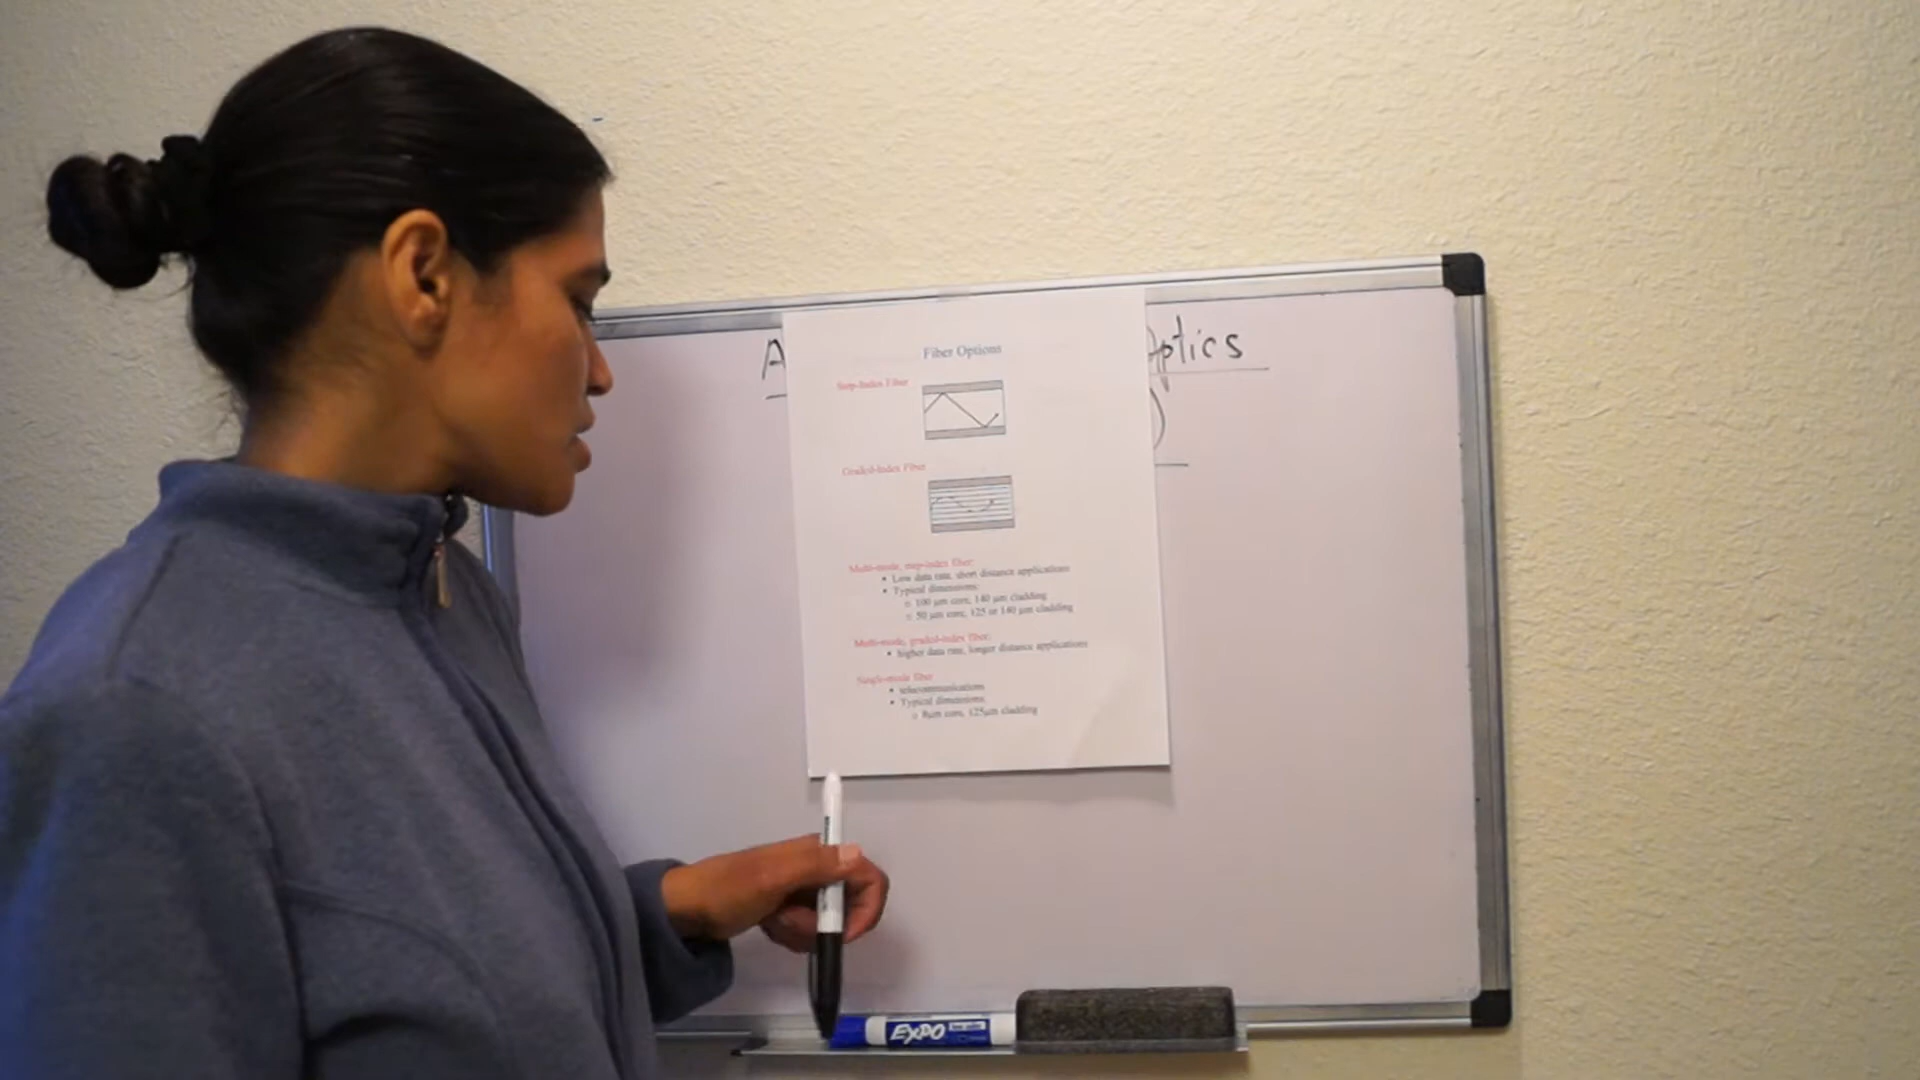 A
ptics
Fiber Options
Step-Index Fiber
Graded-Index Fiber
Multi-mode, step-index fiber:
• Low data rate, short distance applications
• Typical dimensions:
o 100 µm core, 140 µm cladding
o 50 µm core, 125 or 140 µm cladding
Multi-mode, graded-index fiber:
• higher data rate, longer distance applications
Single-mode fiber
• telecommunications
• Typical dimensions:
o 8µm core, 125µm cladding
EXPO